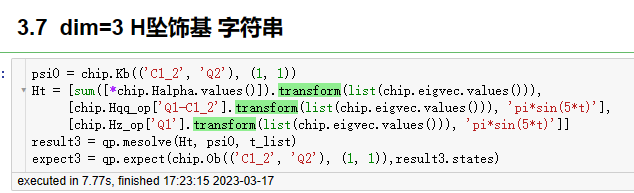 3.7 dim=3 H坠饰基 字符串
psi0 = chip.Kb(('C1_2', 'Q2'), (1, 1))
Ht = [sum([*chip.Halpha.values()]).transform(list(chip.eigvec.values())),
[chip.Hqq_op['Q1-C1_2'].transform(list(chip.eigvec.values())), 'pi*sin(5*t)'],
[chip.Hz_op['Q1'].transform(list(chip.eigvec.values())), 'pi*sin(5*t)']]
result3 = qp.mesolve(Ht, psi0, t_list)
expect3 = qp.expect(chip.Ob(('C1_2', 'Q2'), (1, 1)),result3.states)
executed in 7.77s, finished 17:23:15 2023-03-17